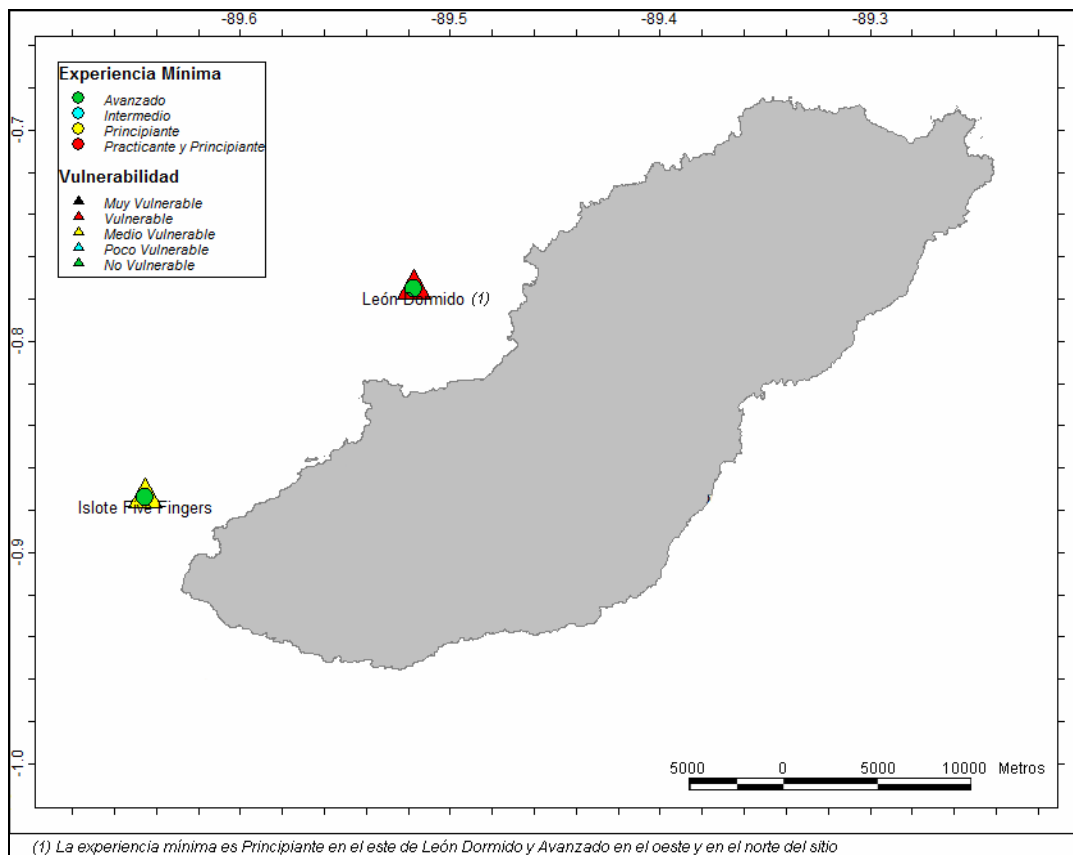 -89.6 -89.5 -89.4 -89.3
Experiencia Mínima
Avanzado
Intermedio
Principiante
Practicante y Principiante
Vulnerabilidad
Muy Vulnerable
Vulnerable
Medio Vulnerable
Poco Vulnerable
No Vulnerable
-0.7
León Dormido (1)
-0.8
Islote Five Fingers
-0.9
-1.0
5000 0 5000 10000 Metros
(1) La experiencia mínima es Principiante en el este de León Dormido y Avanzado en el oeste y en el norte del sitio